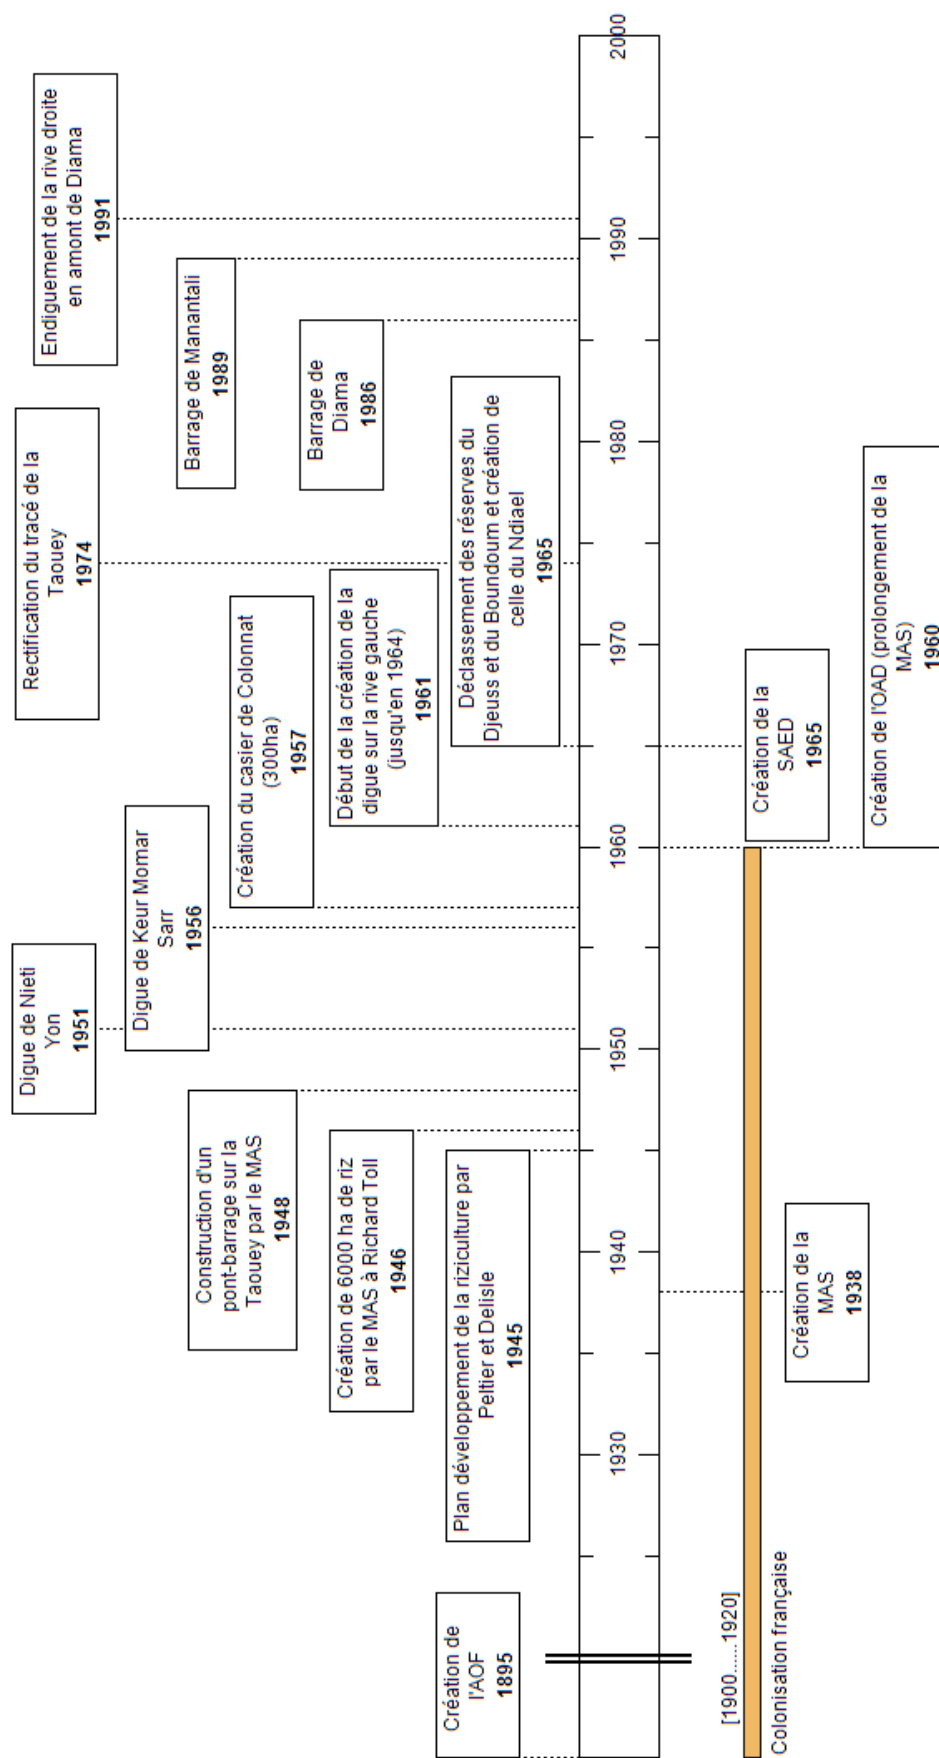 Digue de Nieti
Yon
1951
Rectification du tracé de la
Taouey
1974
Endiguement de la rive droite
en amont de Diama
1991
Digue de Keur Momar
Sarr
1956
Barrage de Manantali
1989
Construction d'un
pont-barrage sur la
Taouey par le MAS
1948
Création du casier de Colonnat
(300ha)
1957
Barrage de
Diama
1986
Création de 6000 ha de riz
par le MAS à Richard Toll
1946
Début de la création de la
digue sur la rive gauche
(jusqu'en 1964)
1961
Création de
l'AOF
1895
Plan développement de la riziculture par
Peltier et Delisle
1945
Déclassement des réserves du
Djeuss et du Boundoum et création de
celle du Ndiael
1965
1930
1940
1950
1960
1970
1980
1990
2000
[1900......1920]
Colonisation française
Création de la
MAS
1938
Création de la
SAED
1965
Création de l'OAD (prolongement de la
MAS)
1960